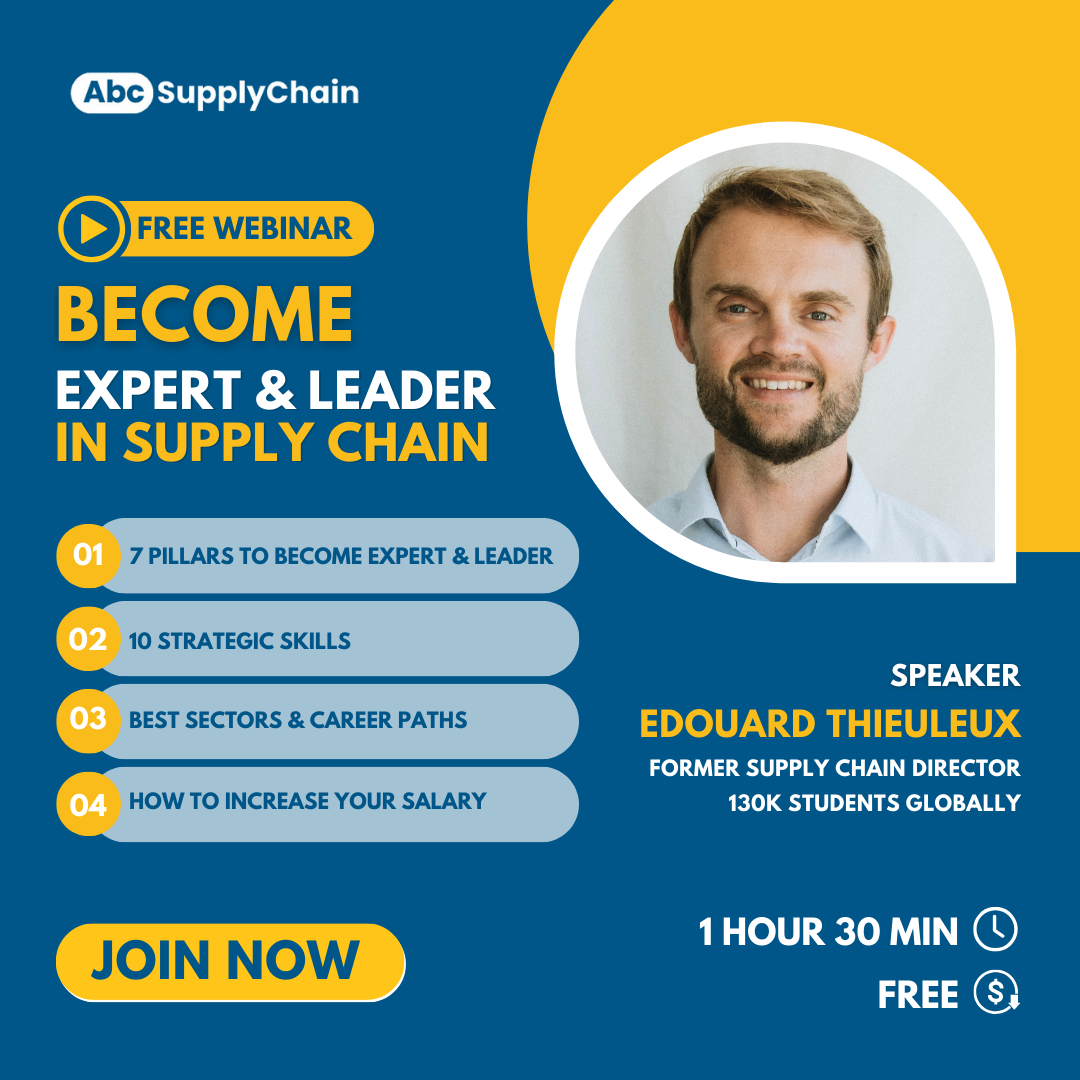 Abc SupplyChain
FREE WEBINAR
BECOME
EXPERT & LEADER
IN SUPPLY CHAIN
01 7 PILLARS TO BECOME EXPERT & LEADER
02 10 STRATEGIC SKILLS
03 BEST SECTORS & CAREER PATHS
04 HOW TO INCREASE YOUR SALARY
JOIN NOW
SPEAKER
EDOUARD THIEULEUX
FORMER SUPPLY CHAIN DIRECTOR
130K STUDENTS GLOBALLY
1 HOUR 30 MIN
FREE $